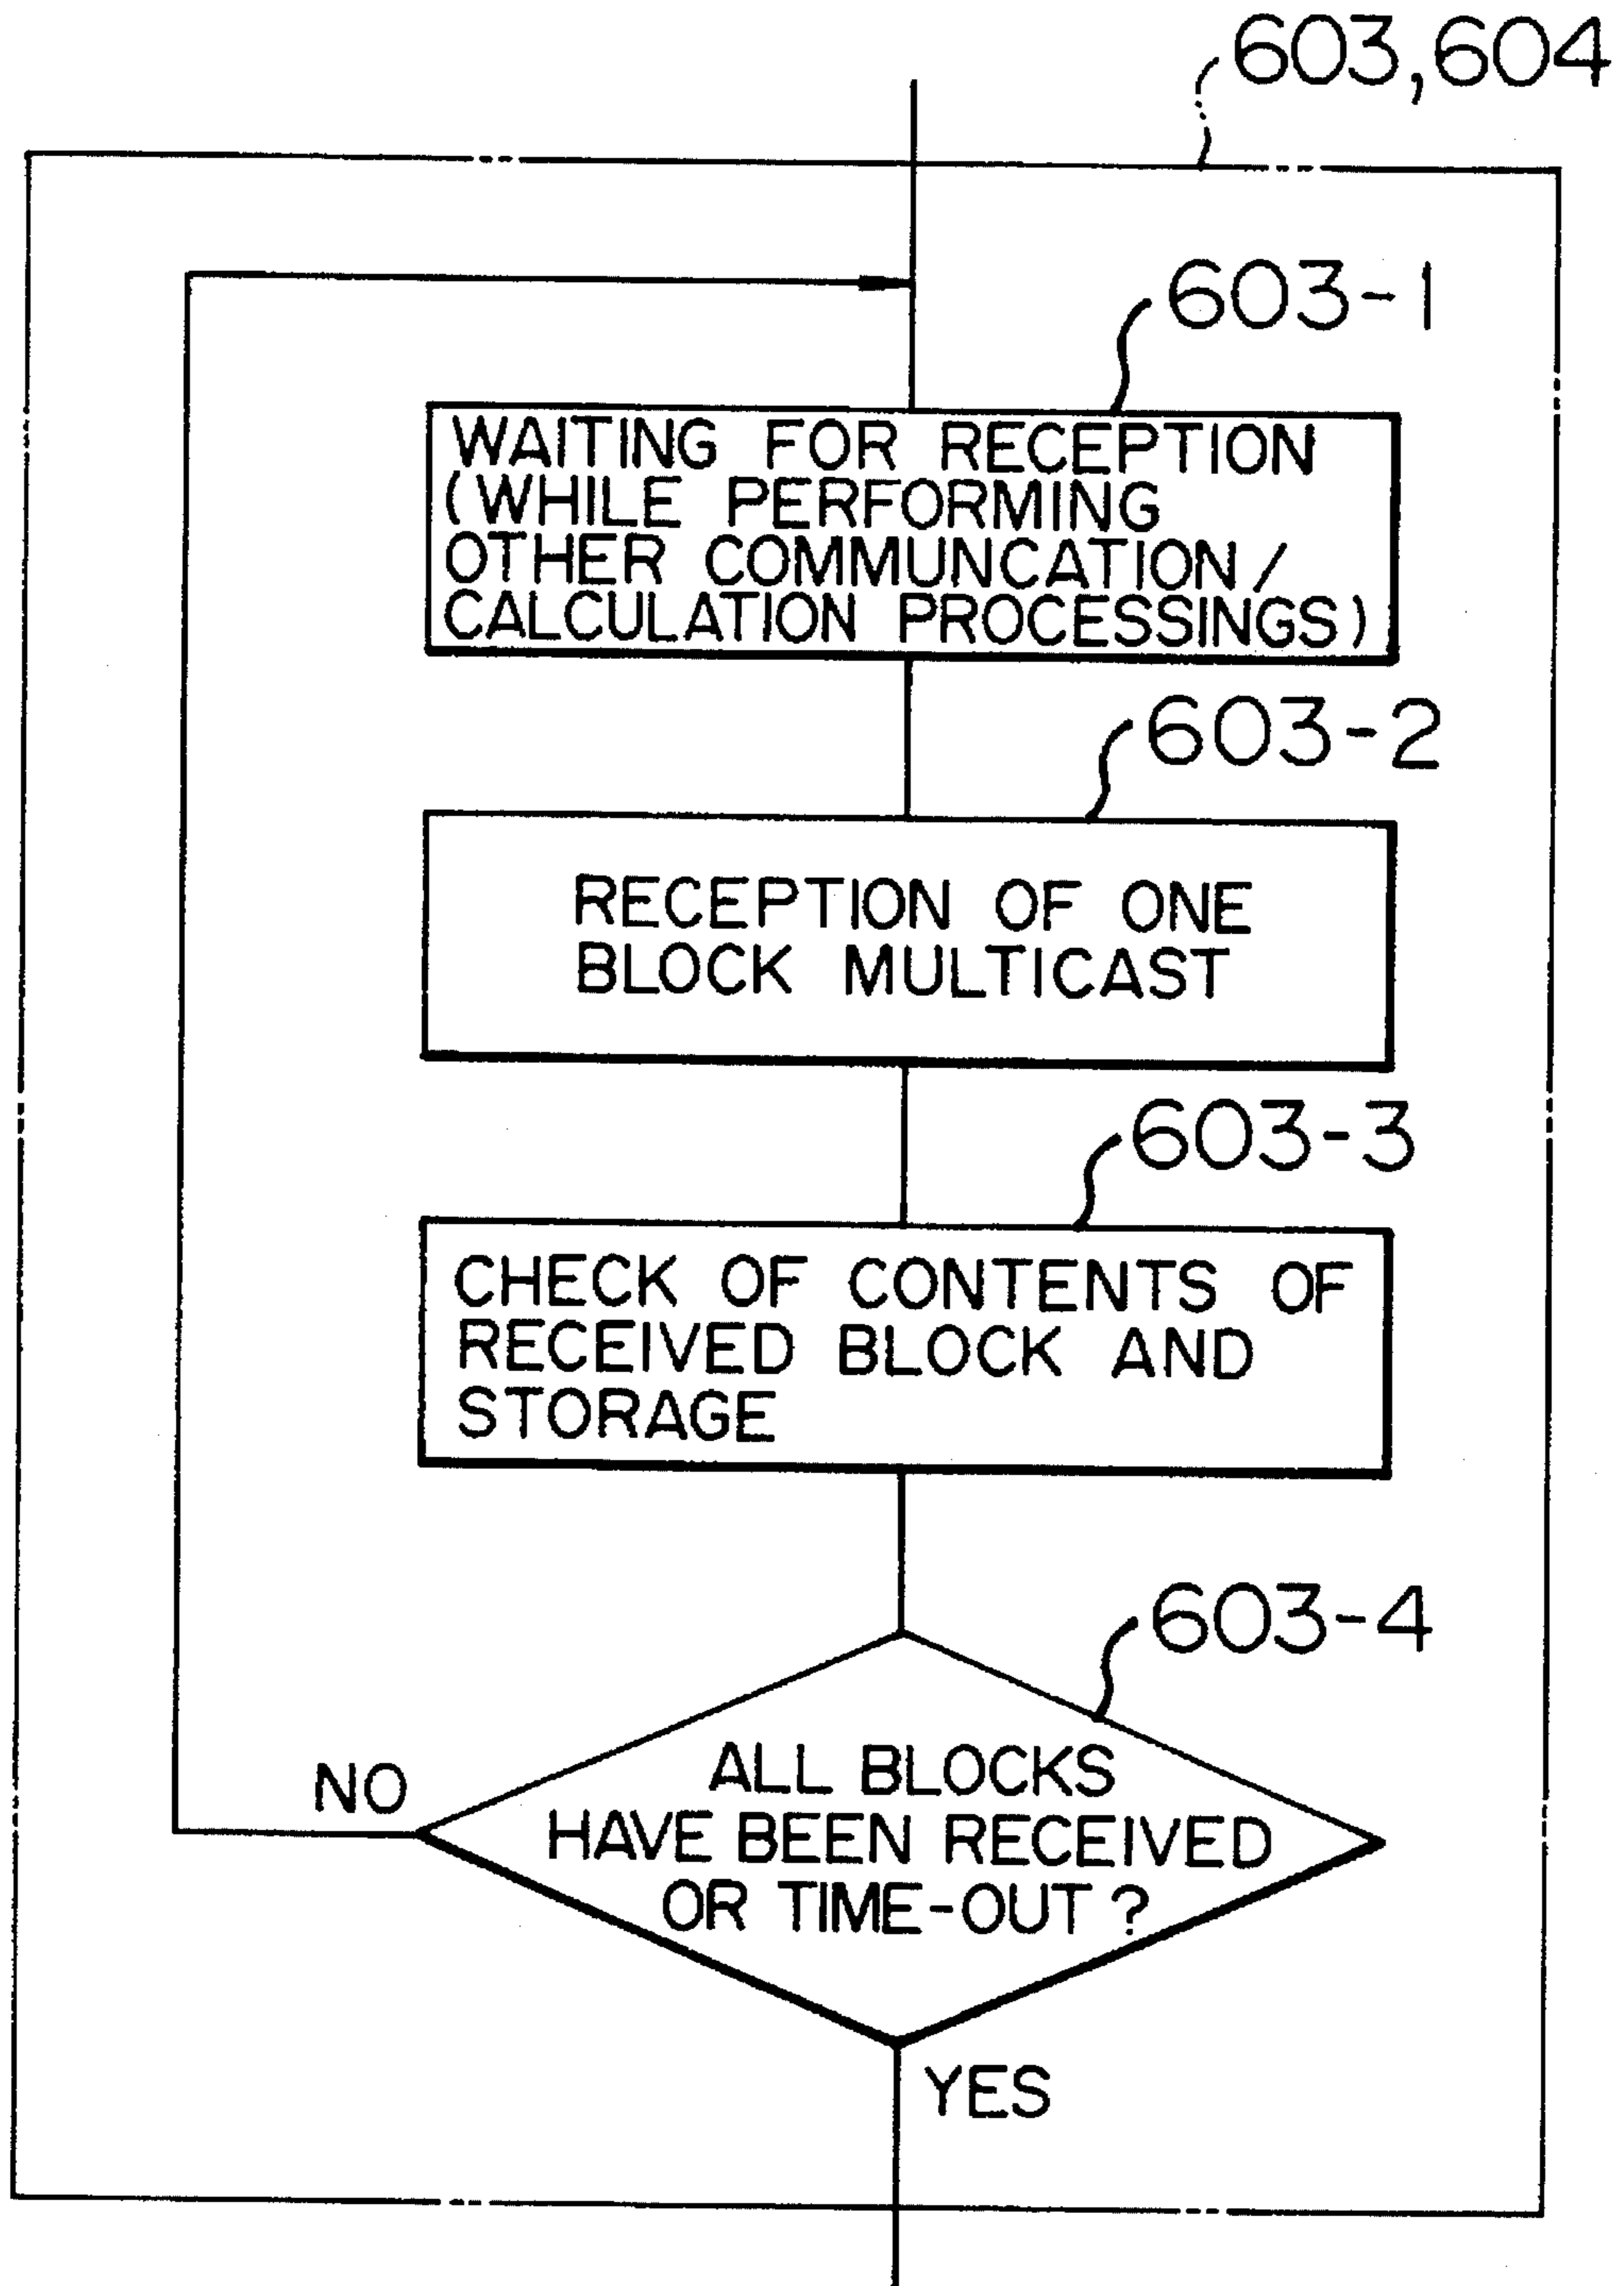 603,604
603-1
WAITING FOR RECEPTION
(WHILE PERFORMING
OTHER COMMUNCATION/
CALCULATION PROCESSINGS)
603-2
RECEPTION OF ONE
BLOCK MULTICAST
603-3
CHECK OF CONTENTS OF
RECEIVED BLOCK AND
STORAGE
603-4
ALL BLOCKS
HAVE BEEN RECEIVED
OR TIME-OUT?
NO
YES